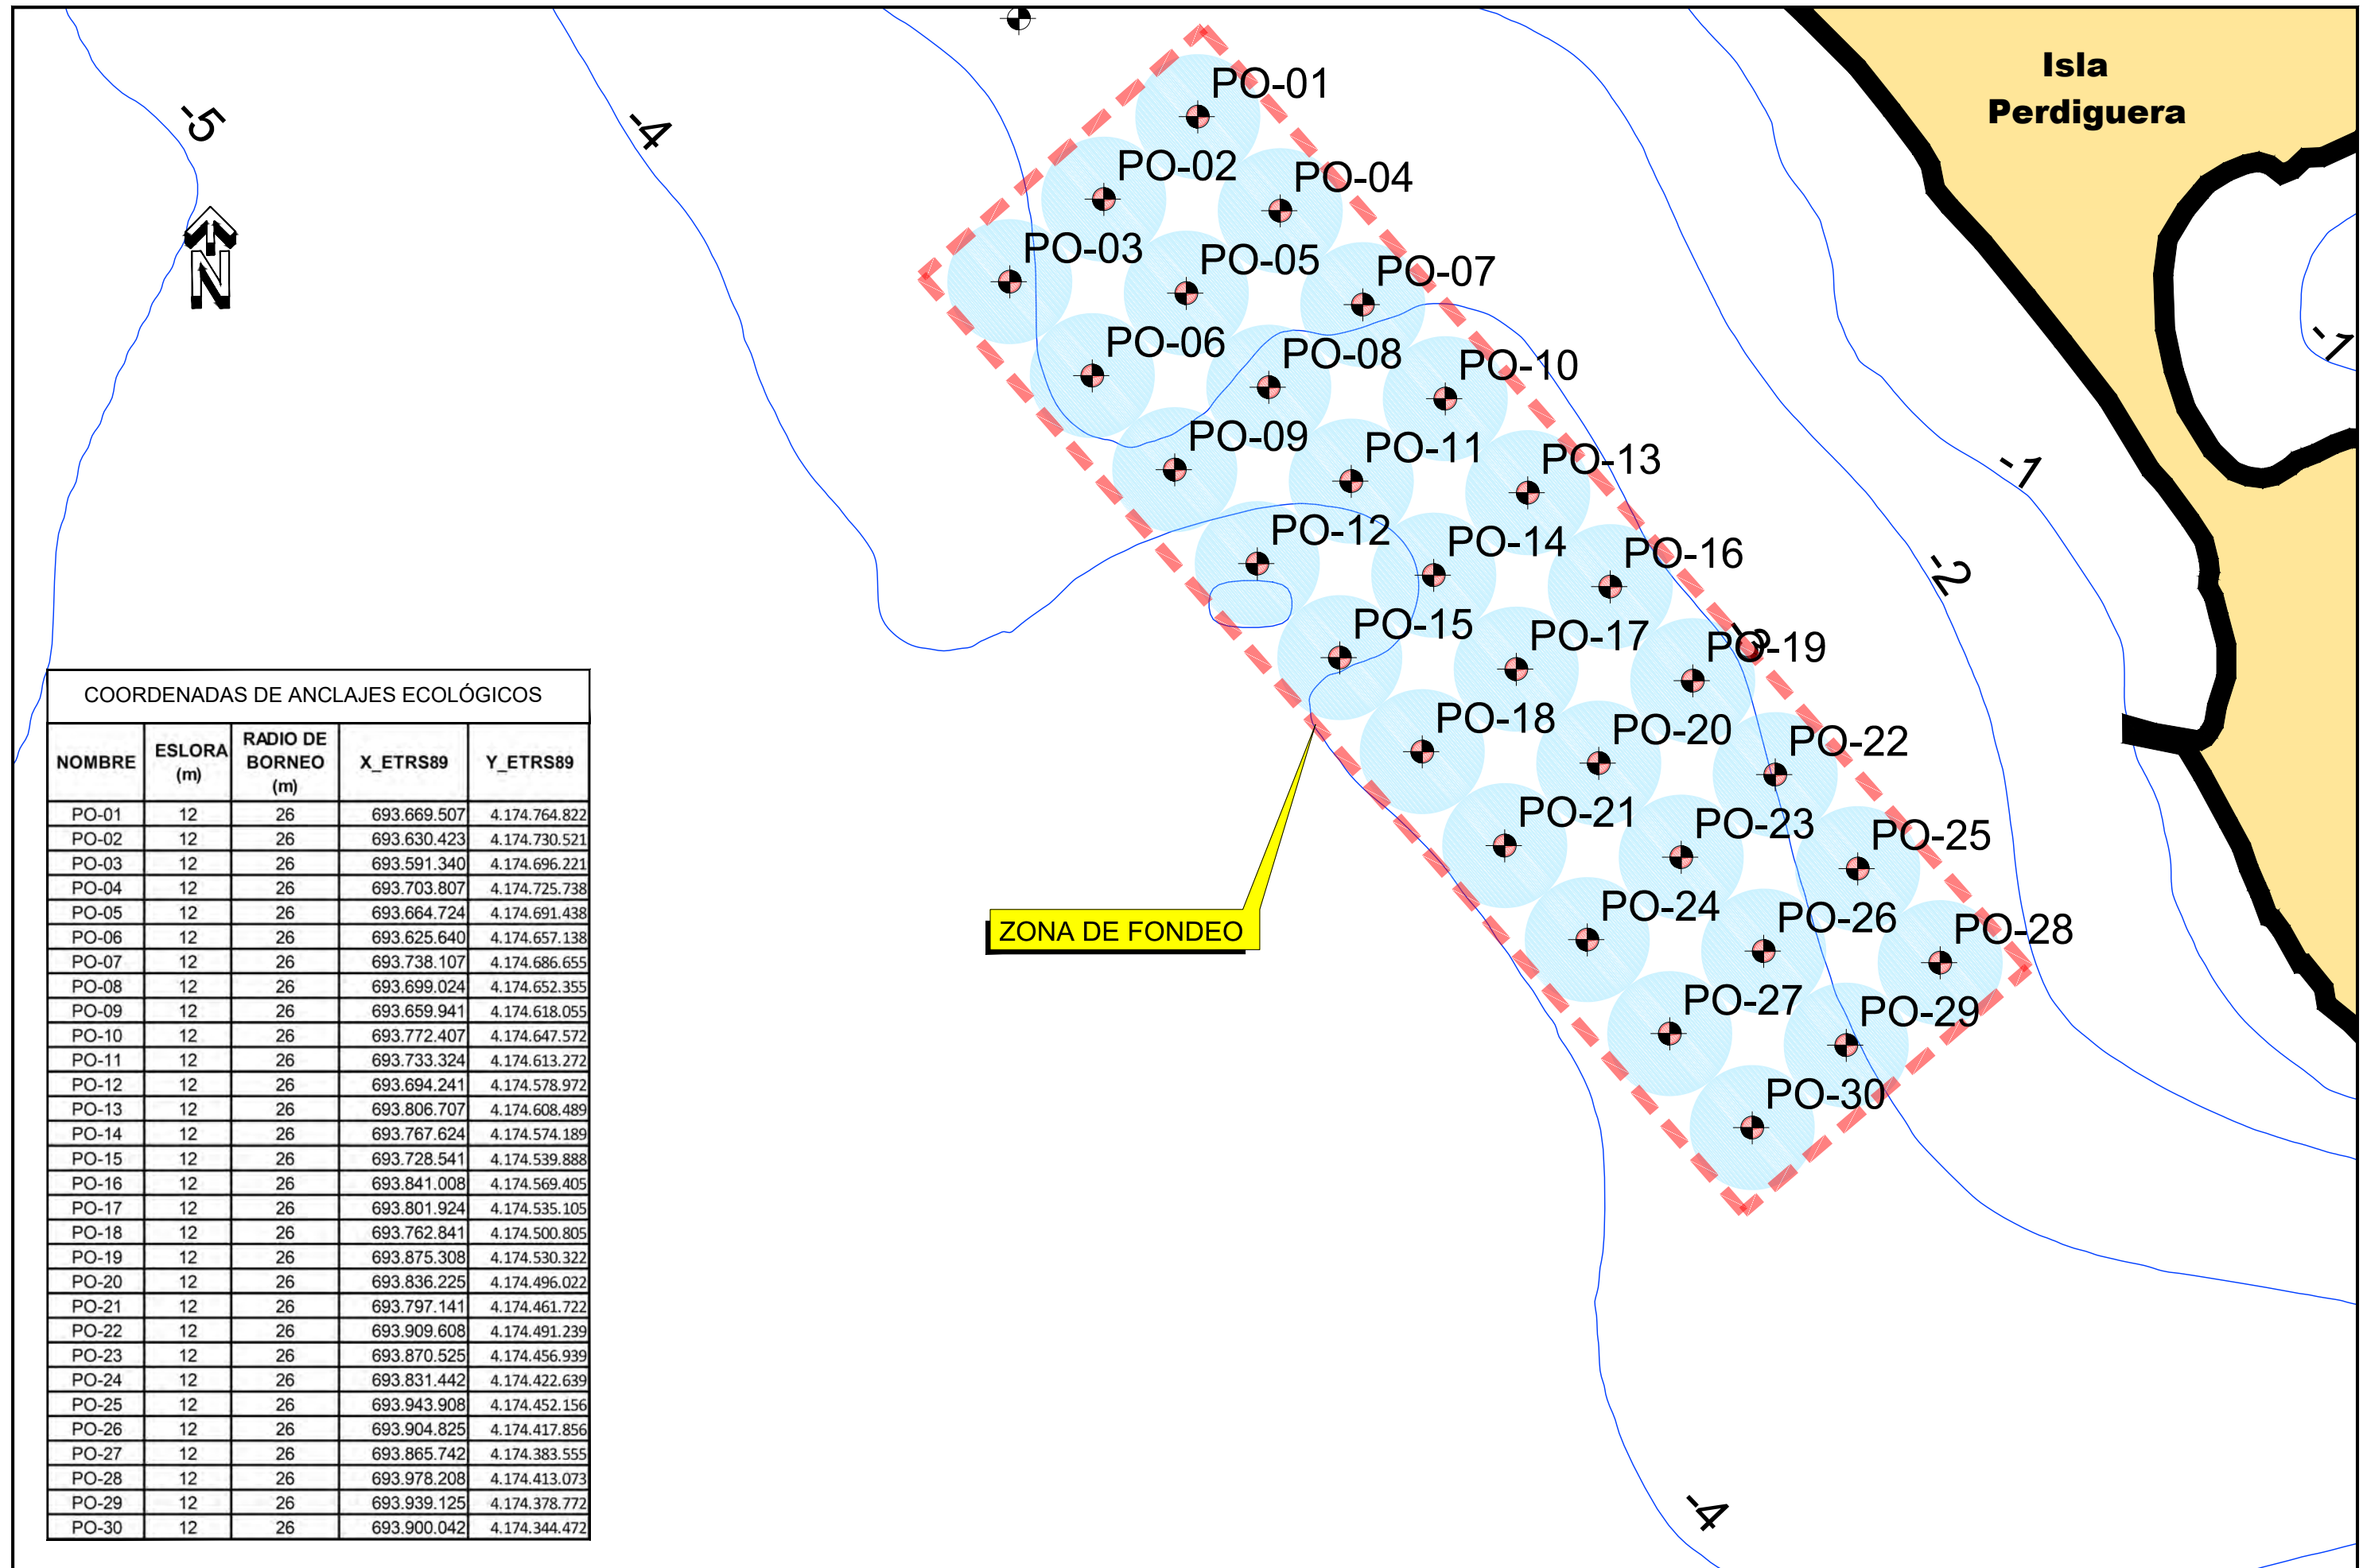 Isla
Perdiguera
-5
-4
-1
-1
-2
-3
-4
N
PO-01
PO-02
PO-04
PO-03
PO-05
PO-07
PO-06
PO-08
PO-10
PO-09
PO-11
PO-13
PO-12
PO-14
PO-16
PO-15
PO-17
PO-19
PO-18
PO-20
PO-22
PO-21
PO-23
PO-25
PO-24
PO-26
PO-28
PO-27
PO-29
PO-30
ZONA DE FONDEO
COORDENADAS DE ANCLAJES ECOLÓGICOS
NOMBRE ESLORA (m) RADIO DE BORNEO (m) X_ETRS89 Y_ETRS89
PO-01 12 26 693.669.507 4.174.764.822
PO-02 12 26 693.630.423 4.174.730.521
PO-03 12 26 693.591.340 4.174.696.221
PO-04 12 26 693.703.807 4.174.725.738
PO-05 12 26 693.664.724 4.174.691.438
PO-06 12 26 693.625.640 4.174.657.138
PO-07 12 26 693.738.107 4.174.686.655
PO-08 12 26 693.699.024 4.174.652.355
PO-09 12 26 693.659.941 4.174.618.055
PO-10 12 26 693.772.407 4.174.647.572
PO-11 12 26 693.733.324 4.174.613.272
PO-12 12 26 693.694.241 4.174.578.972
PO-13 12 26 693.806.707 4.174.608.489
PO-14 12 26 693.767.624 4.174.574.189
PO-15 12 26 693.728.541 4.174.539.888
PO-16 12 26 693.841.008 4.174.569.405
PO-17 12 26 693.801.924 4.174.535.105
PO-18 12 26 693.762.841 4.174.500.805
PO-19 12 26 693.875.308 4.174.530.322
PO-20 12 26 693.836.225 4.174.496.022
PO-21 12 26 693.797.141 4.174.461.722
PO-22 12 26 693.909.608 4.174.491.239
PO-23 12 26 693.870.525 4.174.456.939
PO-24 12 26 693.831.442 4.174.422.639
PO-25 12 26 693.943.908 4.174.452.156
PO-26 12 26 693.904.825 4.174.417.856
PO-27 12 26 693.865.742 4.174.383.555
PO-28 12 26 693.978.208 4.174.413.073
PO-29 12 26 693.939.125 4.174.378.772
PO-30 12 26 693.900.042 4.174.344.472